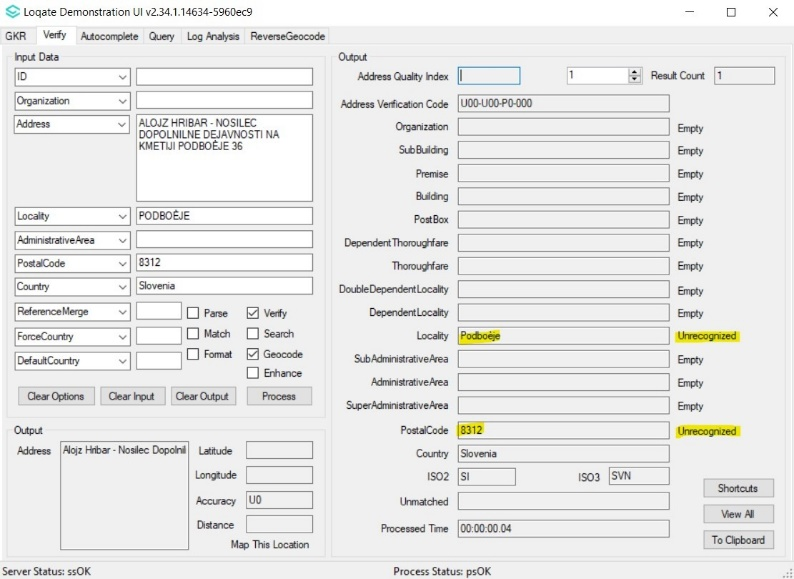 Loqate Demonstration UI v2.34.1.14634-5960ec9
GKR Verify Autocomplete Query Log Analysis ReverseGeocode
Input Data
ID
Organization
Address ALOJZ HRIBAR - NOSILEC
DOPOLNILNE DEJAVNOSTI NA
KMETIJI PODBOÈJE 36
Locality PODBOÈJE
AdministrativeArea
PostalCode 8312
Country Slovenia
ReferenceMerge Parse Verify
ForceCountry Match Search
DefaultCountry Format Geocode
Enhance
Clear Options Clear Input Clear Output Process
Output
Address Alojz Hribar - Nosilec Dopolnil Latitude
Longitude
Accuracy U0
Distance
Map This Location
Output
Address Quality Index 1 Result Count 1
Address Verification Code U00-U00-P0-000
Organization Empty
SubBuilding Empty
Premise Empty
Building Empty
PostBox Empty
DependentThoroughfare Empty
Thoroughfare Empty
DoubleDependentLocality Empty
DependentLocality Empty
Locality Podboèje Unrecognized
SubAdministrativeArea Empty
AdministrativeArea Empty
SuperAdministrativeArea Empty
PostalCode 8312 Unrecognized
Country Slovenia
ISO2 SI ISO3 SVN
Unmatched
Processed Time 00:00:00.04
Shortcuts
View All
To Clipboard
Server Status: ssOK Process Status: psOK